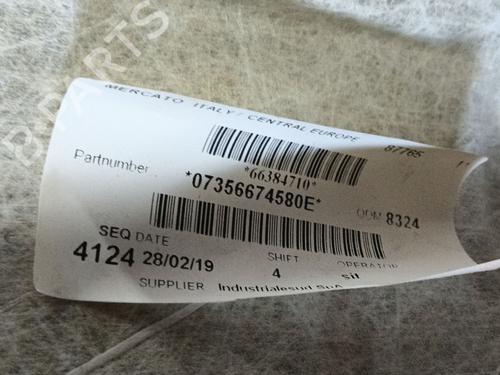 MERCATO ITALY / CENTRAL EUROPE 87765
*66384710*
Partnumber *07356674580E*
ODM 8324
SEQ DATE SHIFT OPERATOR
4124 28/02/19 4 sit
SUPPLIER Industrialesud SpA
B PARTS